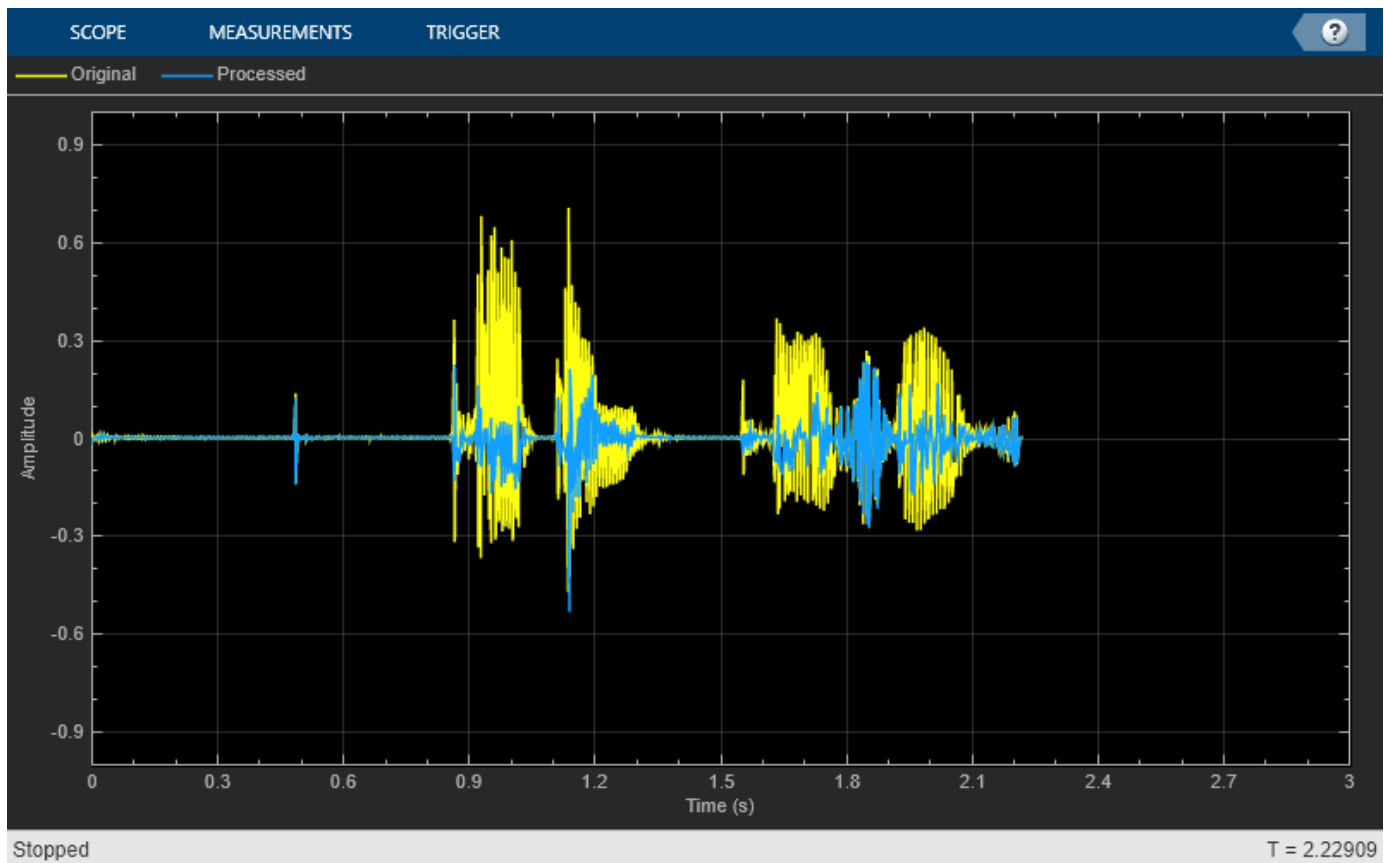 SCOPE MEASUREMENTS TRIGGER ?
Original Processed
0.9
0.6
0.3
0
-0.3
-0.6
-0.9
Amplitude
0 0.3 0.6 0.9 1.2 1.5 1.8 2.1 2.4 2.7 3
Time (s)
Stopped T = 2.22909